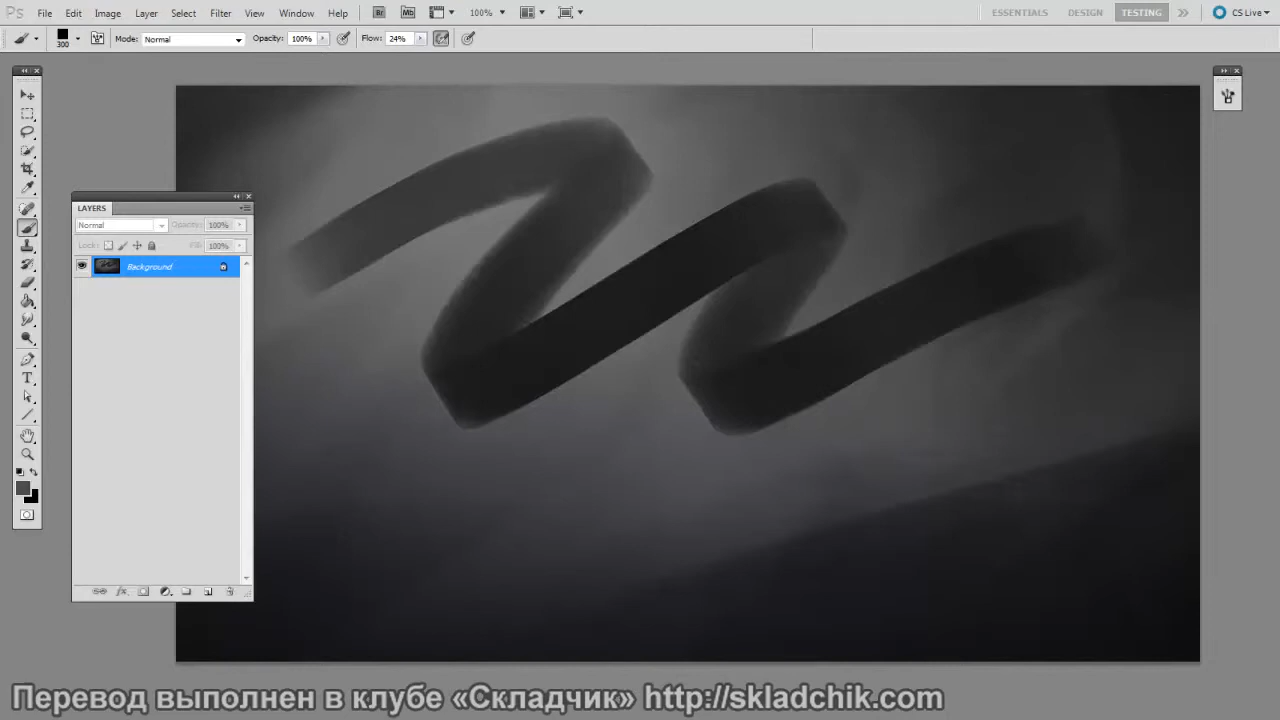 Ps File Edit Image Layer Select Filter View Window Help Br Mb 100% ESSENTIALS DESIGN TESTING CS Live
300 Mode: Normal Opacity: 100% Flow: 24%
LAYERS
Normal Opacity: 100%
Lock: Fill: 100%
Background
Перевод выполнен в клубе «Складчик» http://skladchik.com